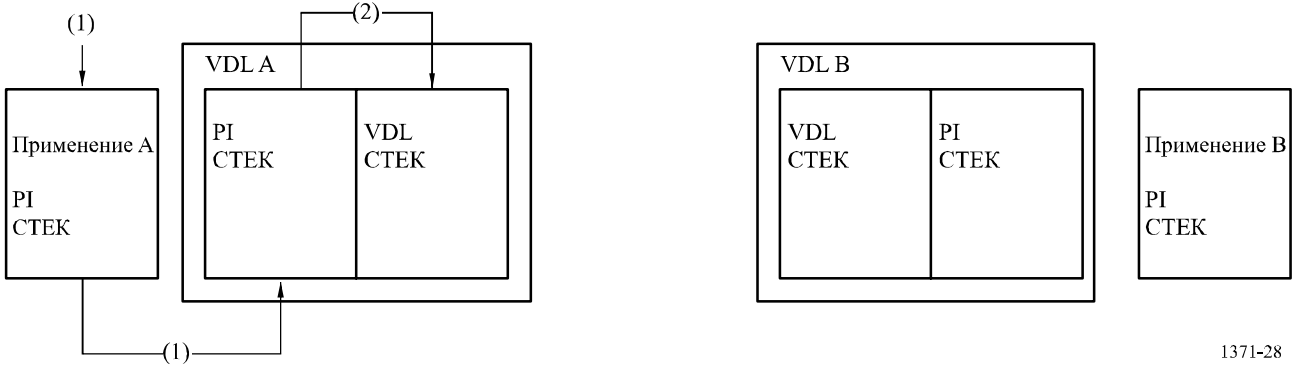 (1)
(2)
VDL A
VDL B
Применение A
PI
СТЕК
PI
СТЕК
VDL
СТЕК
VDL
СТЕК
PI
СТЕК
Применение B
PI
СТЕК
(1)
1371-28